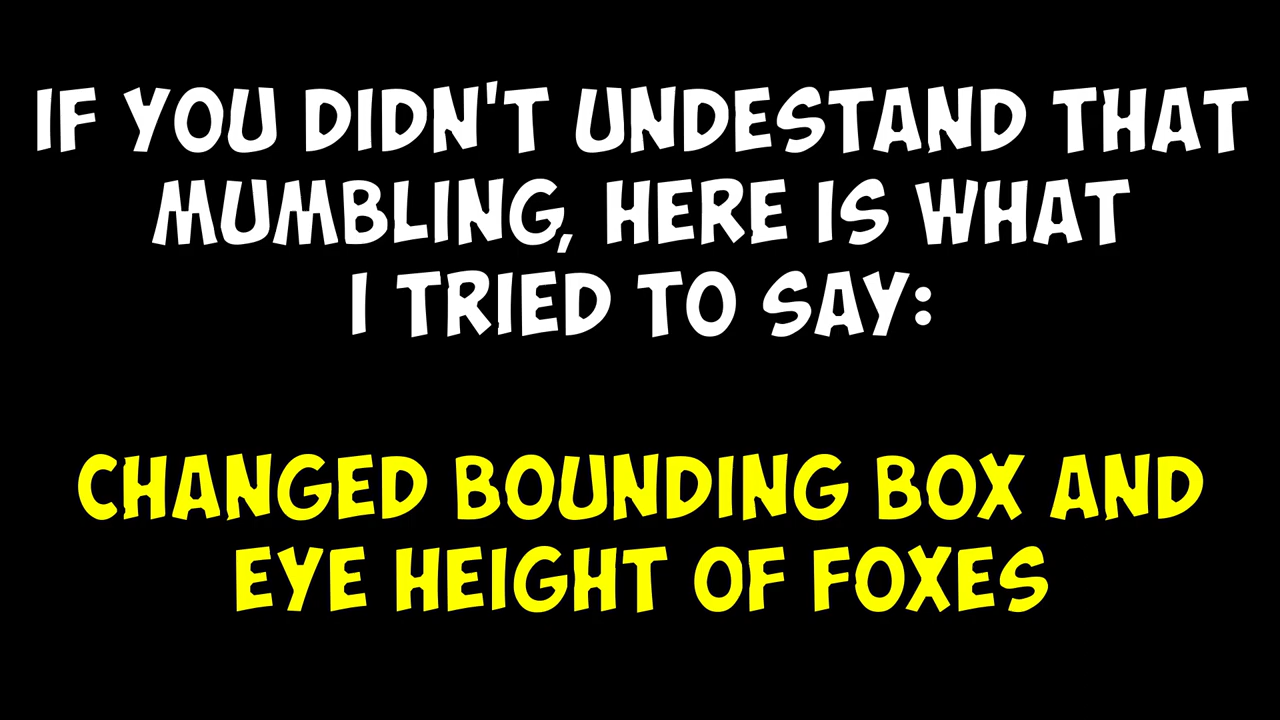 IF YOU DIDN'T UNDESTAND THAT
MUMBLING, HERE IS WHAT
I TRIED TO SAY:
CHANGED BOUNDING BOX AND
EYE HEIGHT OF FOXES